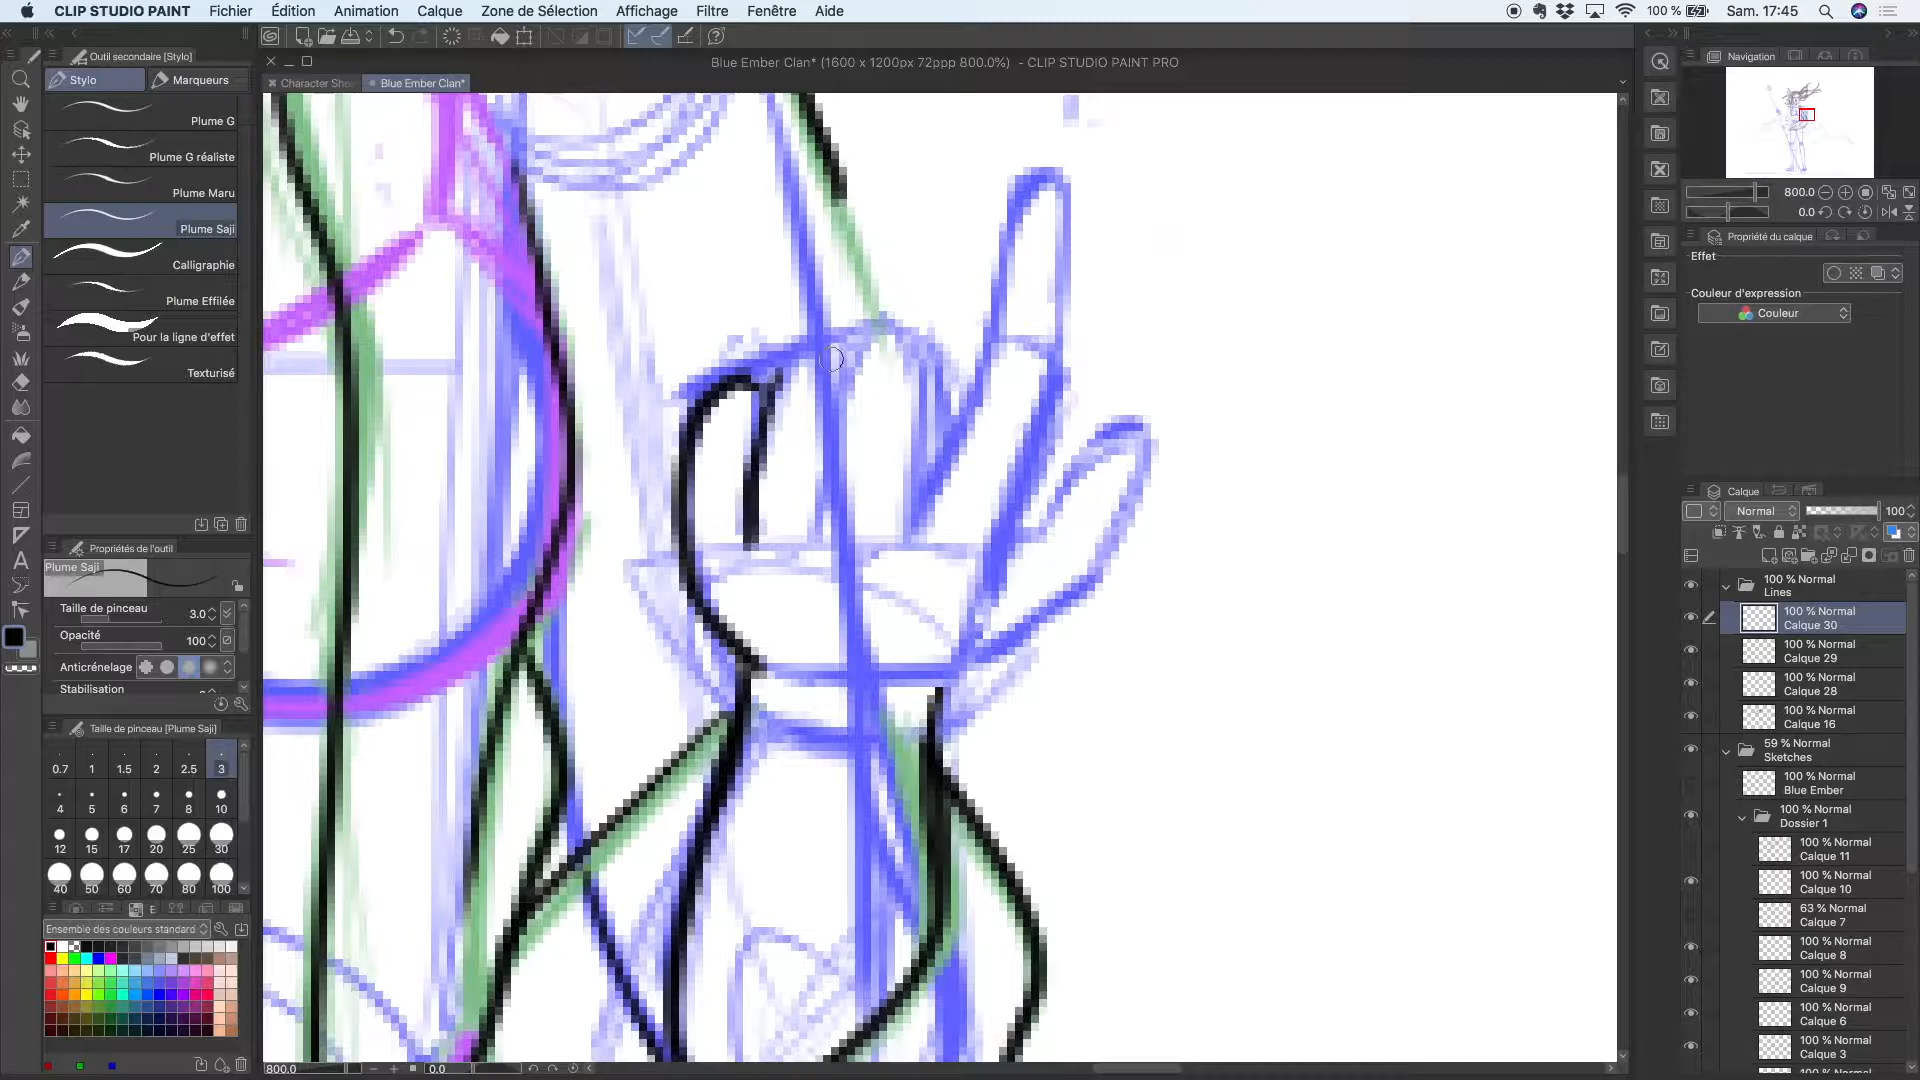 CLIP STUDIO PAINT Fichier Édition Animation Calque Zone de Sélection Affichage Filtre Fenêtre Aide 100 % Sam. 17:45
Outil secondaire [Stylo]
Stylo Marqueurs
Plume G
Plume G réaliste
Plume Maru
Plume Saji
Calligraphie
Plume Effilée
Pour la ligne d'effet
Texturisé
Propriétés de l'outil
Plume Saji
Taille de pinceau 3.0
Opacité 100
Anticrénelage
Stabilisation
Taille de pinceau [Plume Saji]
0.7 1 1.5 2 2.5 3
4 5 6 7 8 10
12 15 17 20 25 30
40 50 60 70 80 100
E
Ensemble des couleurs standard
Blue Ember Clan* (1600 x 1200px 72ppp 800.0%) - CLIP STUDIO PAINT PRO
Character She
Blue Ember Clan*
800.0 0.0
Navigation
800.0
0.0
Propriété du calque
Effet
Couleur d'expression
Couleur
Calque
Normal 100
100 % Normal
Lines
100 % Normal
Calque 30
100 % Normal
Calque 29
100 % Normal
Calque 28
100 % Normal
Calque 16
59 % Normal
Sketches
100 % Normal
Blue Ember
100 % Normal
Dossier 1
100 % Normal
Calque 11
100 % Normal
Calque 10
63 % Normal
Calque 7
100 % Normal
Calque 8
100 % Normal
Calque 9
100 % Normal
Calque 6
100 % Normal
Calque 3